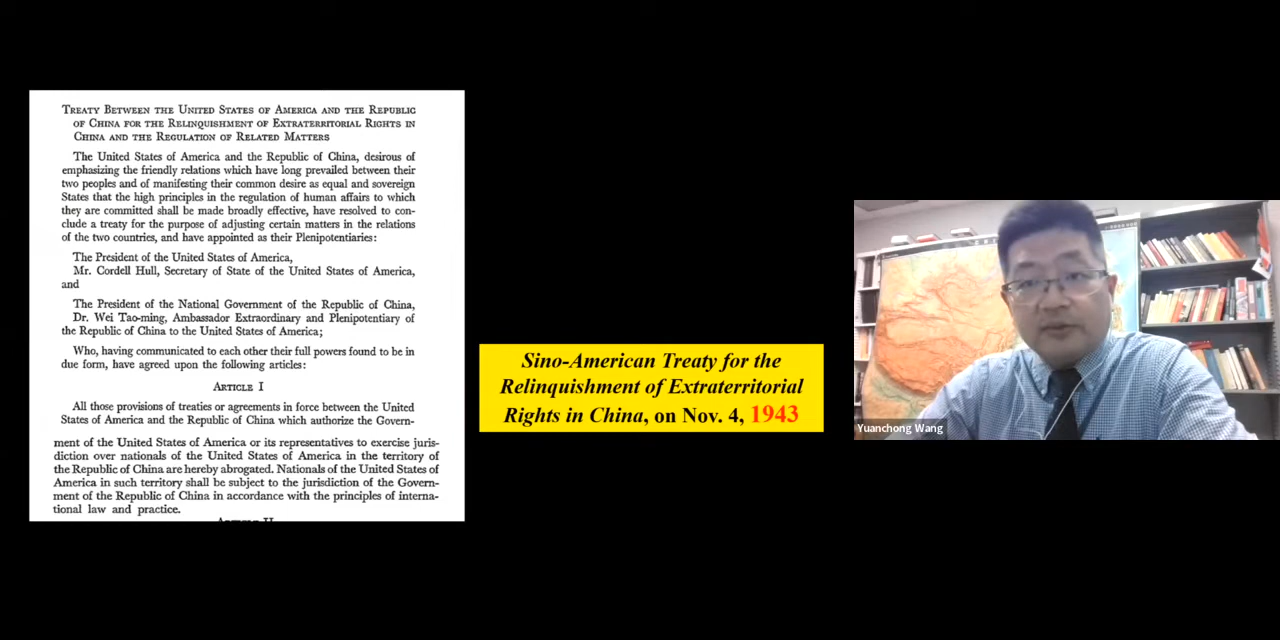 TREATY BETWEEN THE UNITED STATES OF AMERICA AND THE REPUBLIC
OF CHINA FOR THE RELINQUISHMENT OF EXTRATERRITORIAL RIGHTS IN
CHINA AND THE REGULATION OF RELATED MATTERS
The United States of America and the Republic of China, desirous of
emphasizing the friendly relations which have long prevailed between their
two peoples and of manifesting their common desire as equal and sovereign
States that the high principles in the regulation of human affairs to which
they are committed shall be made broadly effective, have resolved to con-
clude a treaty for the purpose of adjusting certain matters in the relations
of the two countries, and have appointed as their Plenipotentiaries:
The President of the United States of America,
Mr. Cordell Hull, Secretary of State of the United States of America,
and
The President of the National Government of the Republic of China,
Dr. Wei Tao-ming, Ambassador Extraordinary and Plenipotentiary of
the Republic of China to the United States of America;
Who, having communicated to each other their full powers found to be in
due form, have agreed upon the following articles:
ARTICLE I
All those provisions of treaties or agreements in force between the United
States of America and the Republic of China which authorize the Govern-
ment of the United States of America or its representatives to exercise juris-
diction over nationals of the United States of America in the territory of
the Republic of China are hereby abrogated. Nationals of the United States of
America in such territory shall be subject to the jurisdiction of the Govern-
ment of the Republic of China in accordance with the principles of interna-
tional law and practice.
Sino-American Treaty for the
Relinquishment of Extraterritorial
Rights in China, on Nov. 4, 1943
Yuanchong Wang